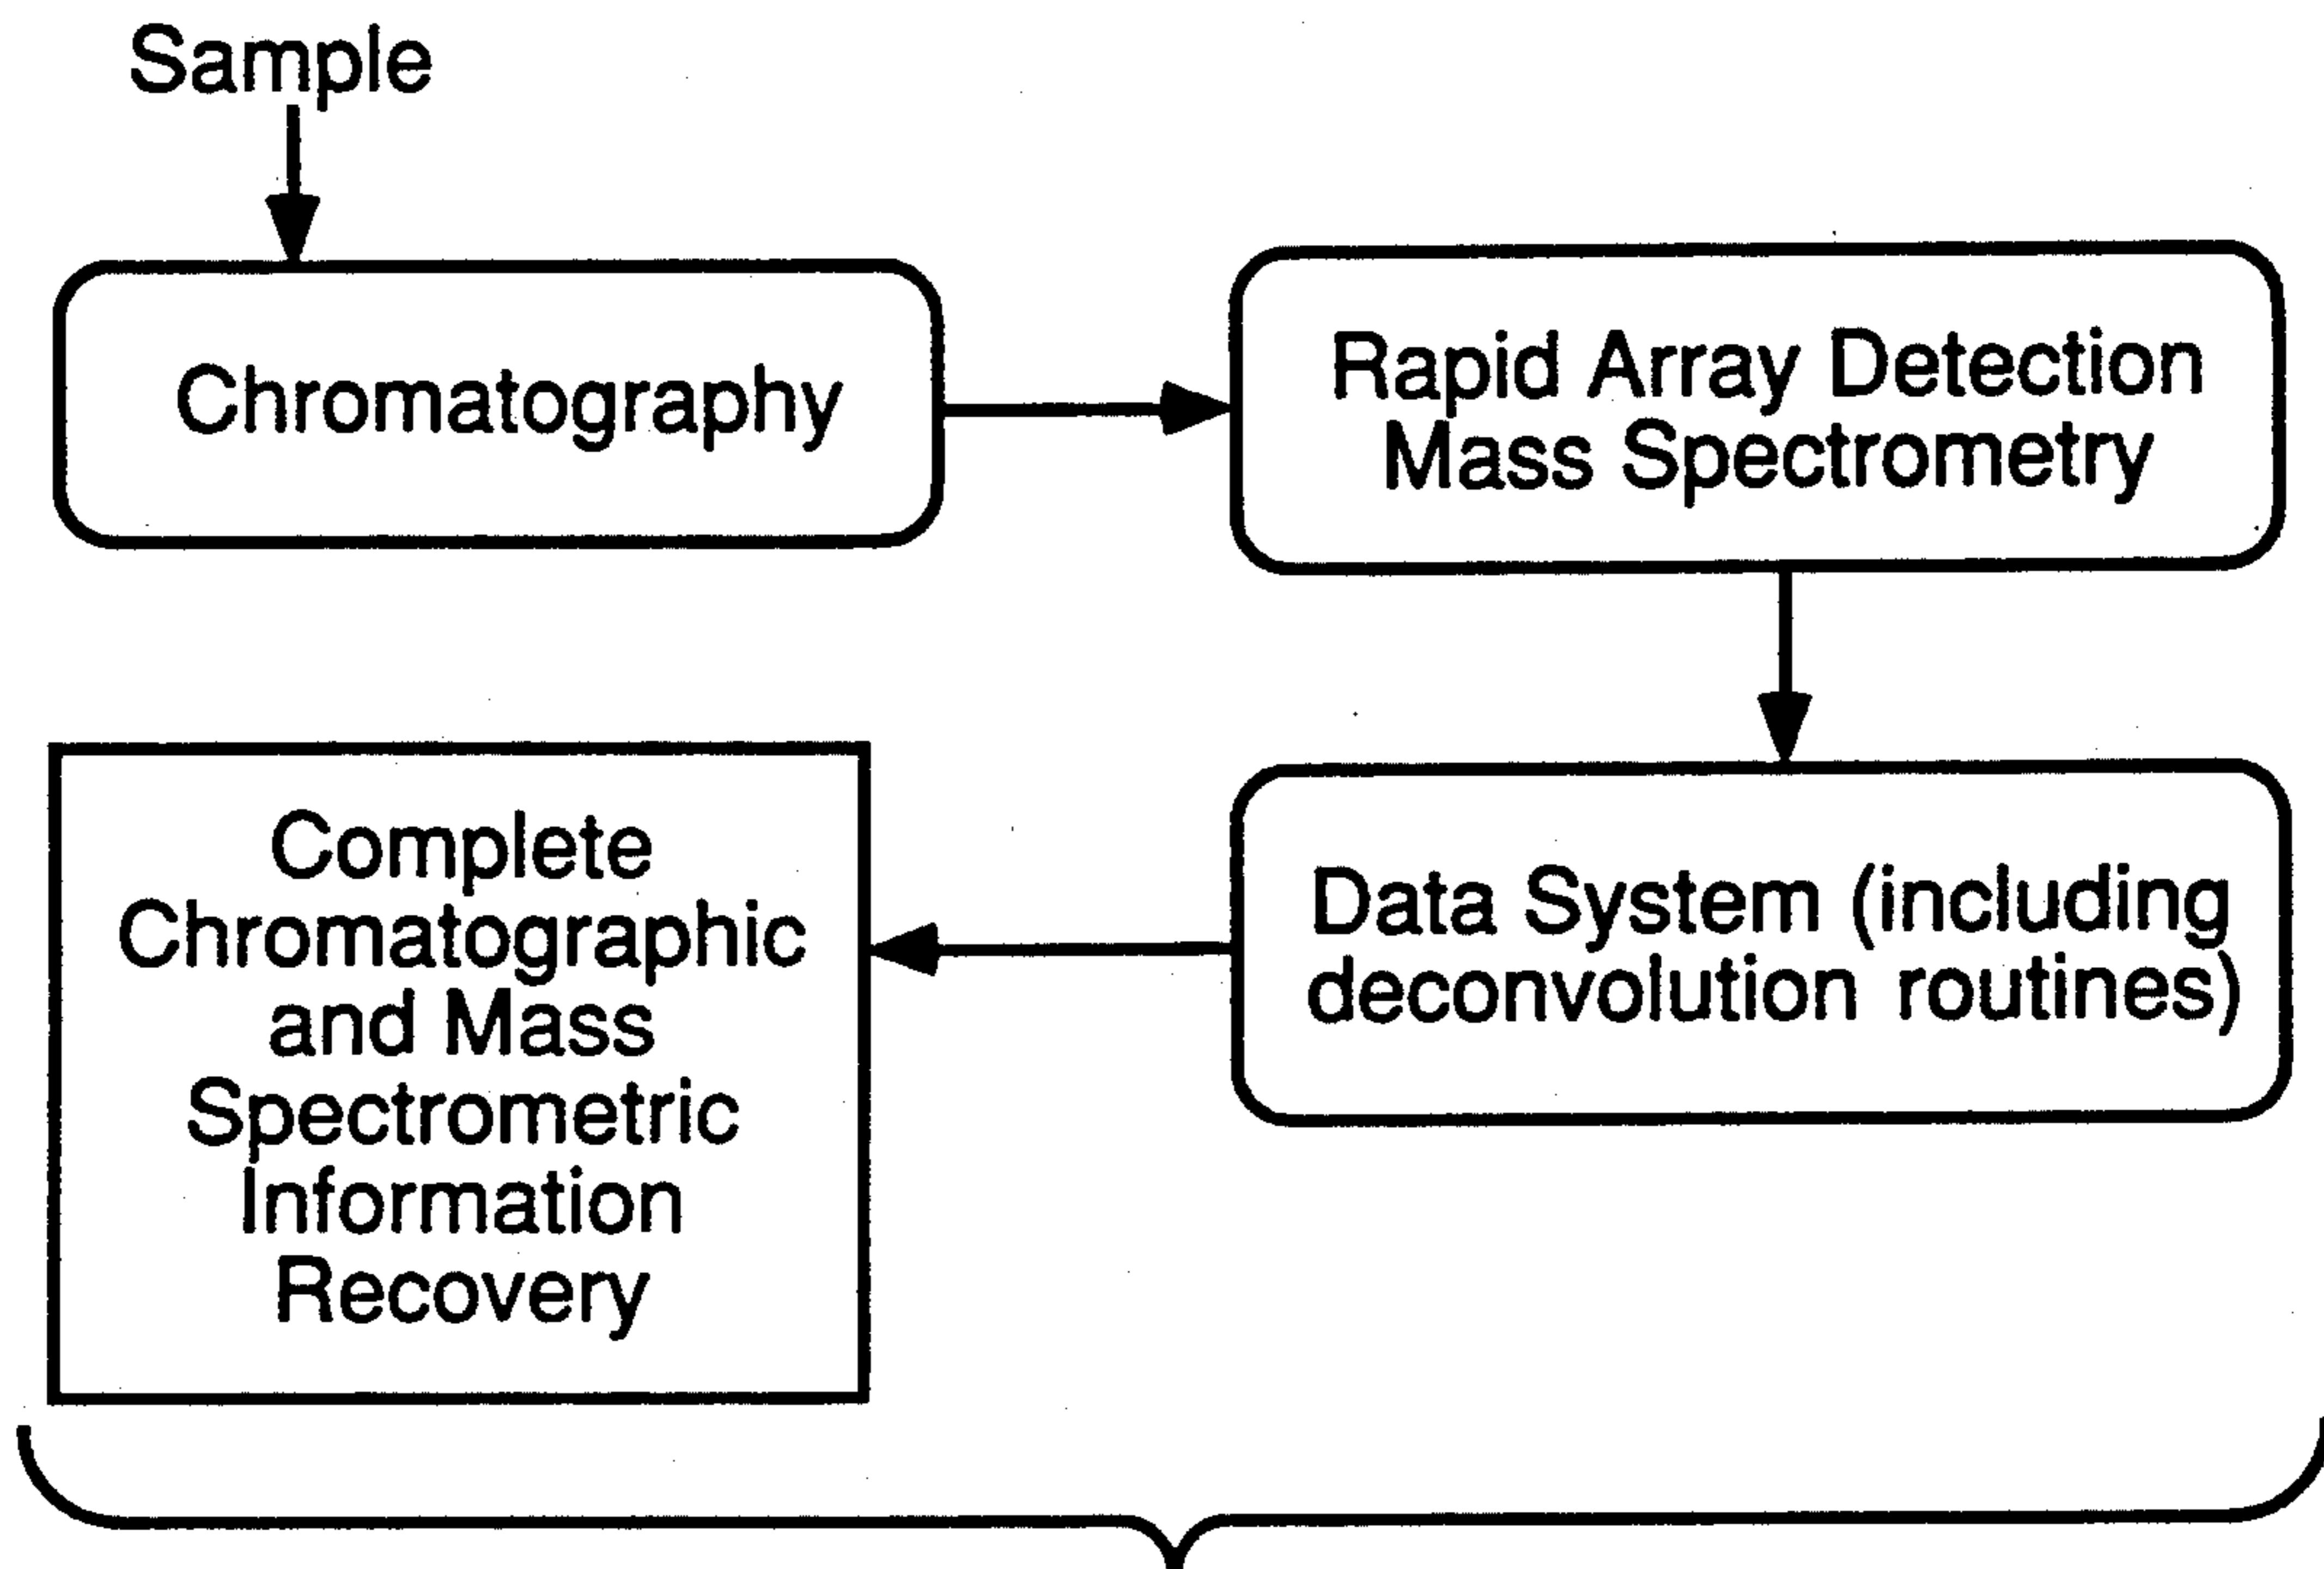 Sample
Chromatography
Rapid Array Detection
Mass Spectrometry
Data System (including
deconvolution routines)
Complete
Chromatographic
and Mass
Spectrometric
Information
Recovery